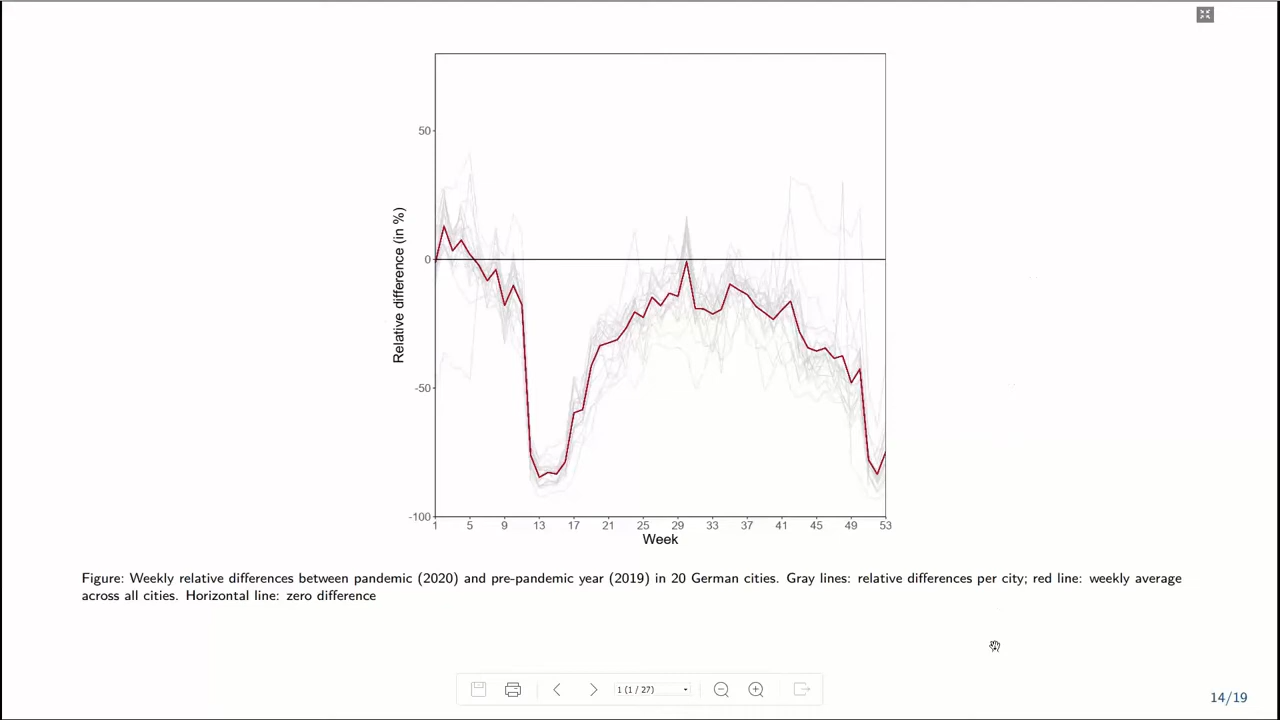 50
0
-50
-100
Relative difference (in %)
1 5 9 13 17 21 25 29 33 37 41 45 49 53
Week
Figure: Weekly relative differences between pandemic (2020) and pre-pandemic year (2019) in 20 German cities. Gray lines: relative differences per city; red line: weekly average
across all cities. Horizontal line: zero difference
1 (1 / 27)
14/19